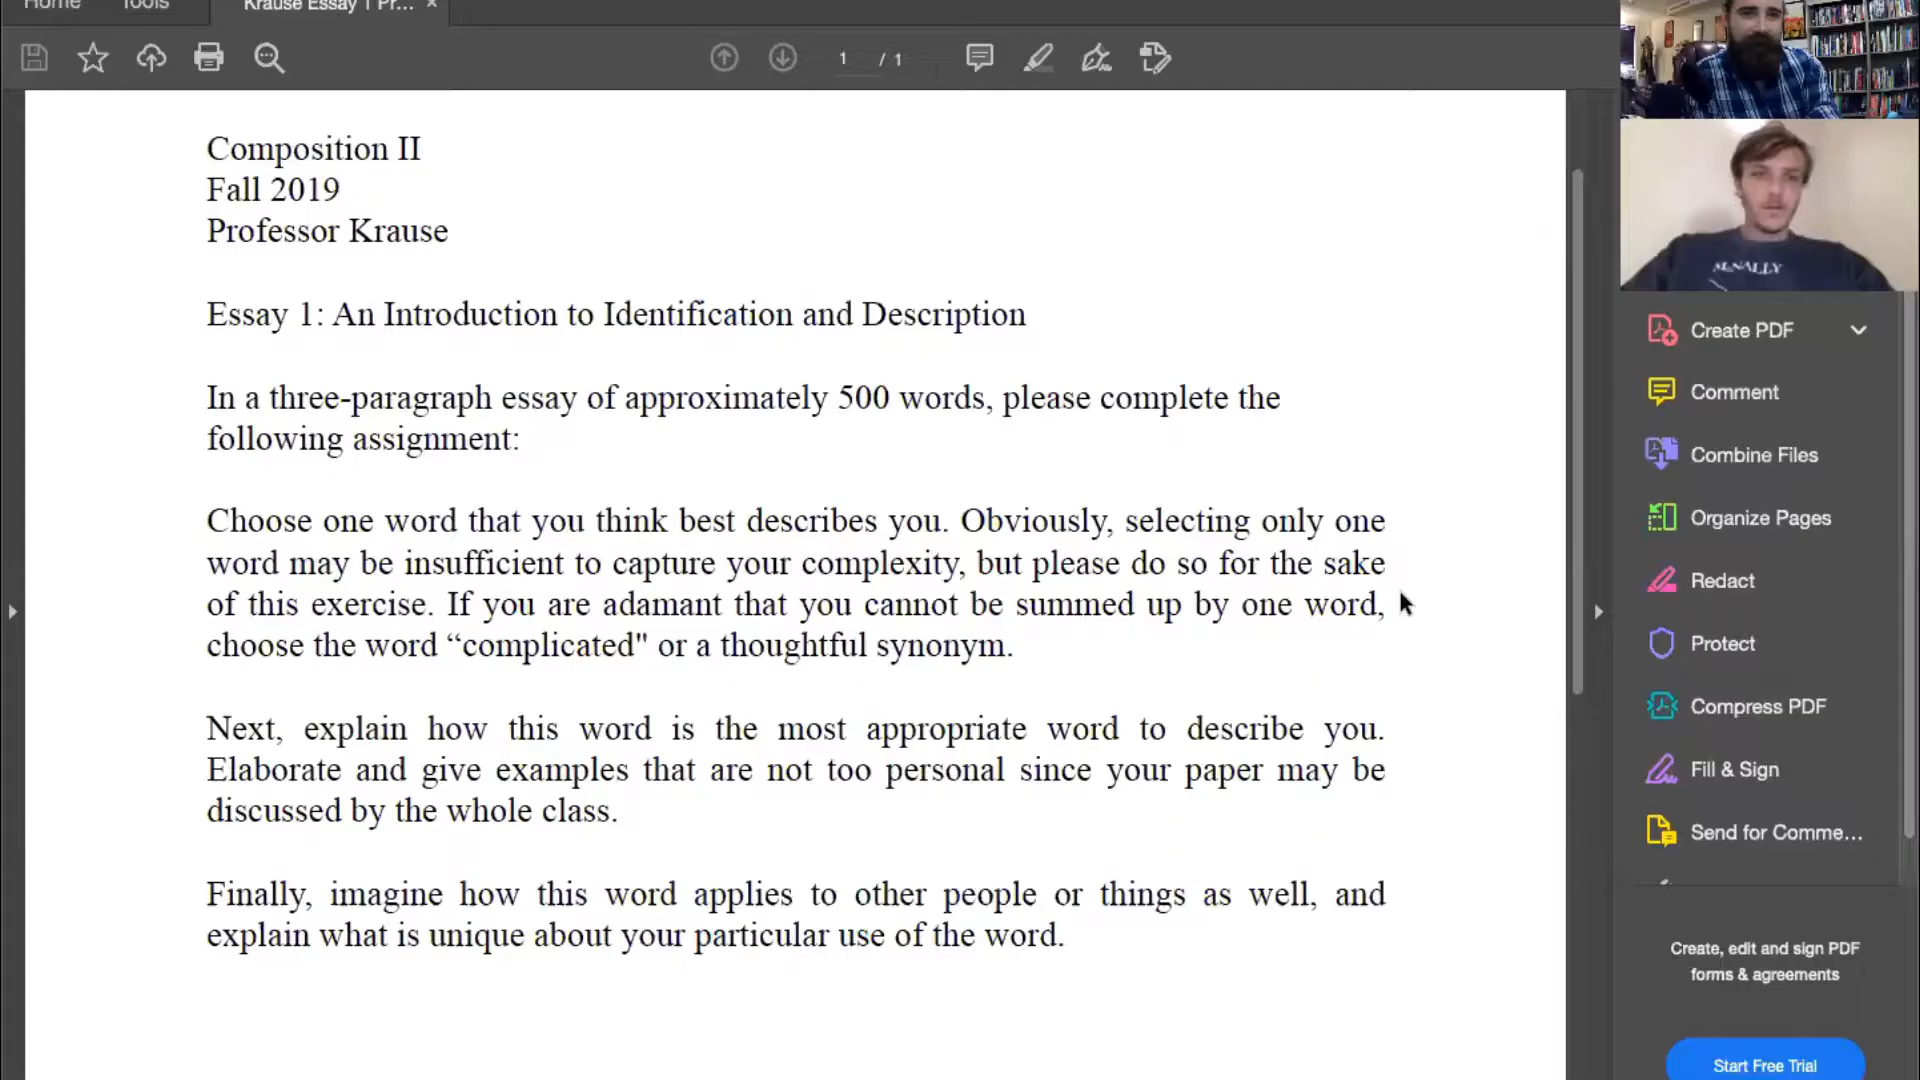 Home
Tools
Krause Essay 1 Pr...
1 / 1
Composition II
Fall 2019
Professor Krause
Essay 1: An Introduction to Identification and Description
In a three-paragraph essay of approximately 500 words, please complete the
following assignment:
Choose one word that you think best describes you. Obviously, selecting only one
word may be insufficient to capture your complexity, but please do so for the sake
of this exercise. If you are adamant that you cannot be summed up by one word,
choose the word “complicated" or a thoughtful synonym.
Next, explain how this word is the most appropriate word to describe you.
Elaborate and give examples that are not too personal since your paper may be
discussed by the whole class.
Finally, imagine how this word applies to other people or things as well, and
explain what is unique about your particular use of the word.
McNALLY
Create PDF
Comment
Combine Files
Organize Pages
Redact
Protect
Compress PDF
Fill & Sign
Send for Comme...
Create, edit and sign PDF
forms & agreements
Start Free Trial